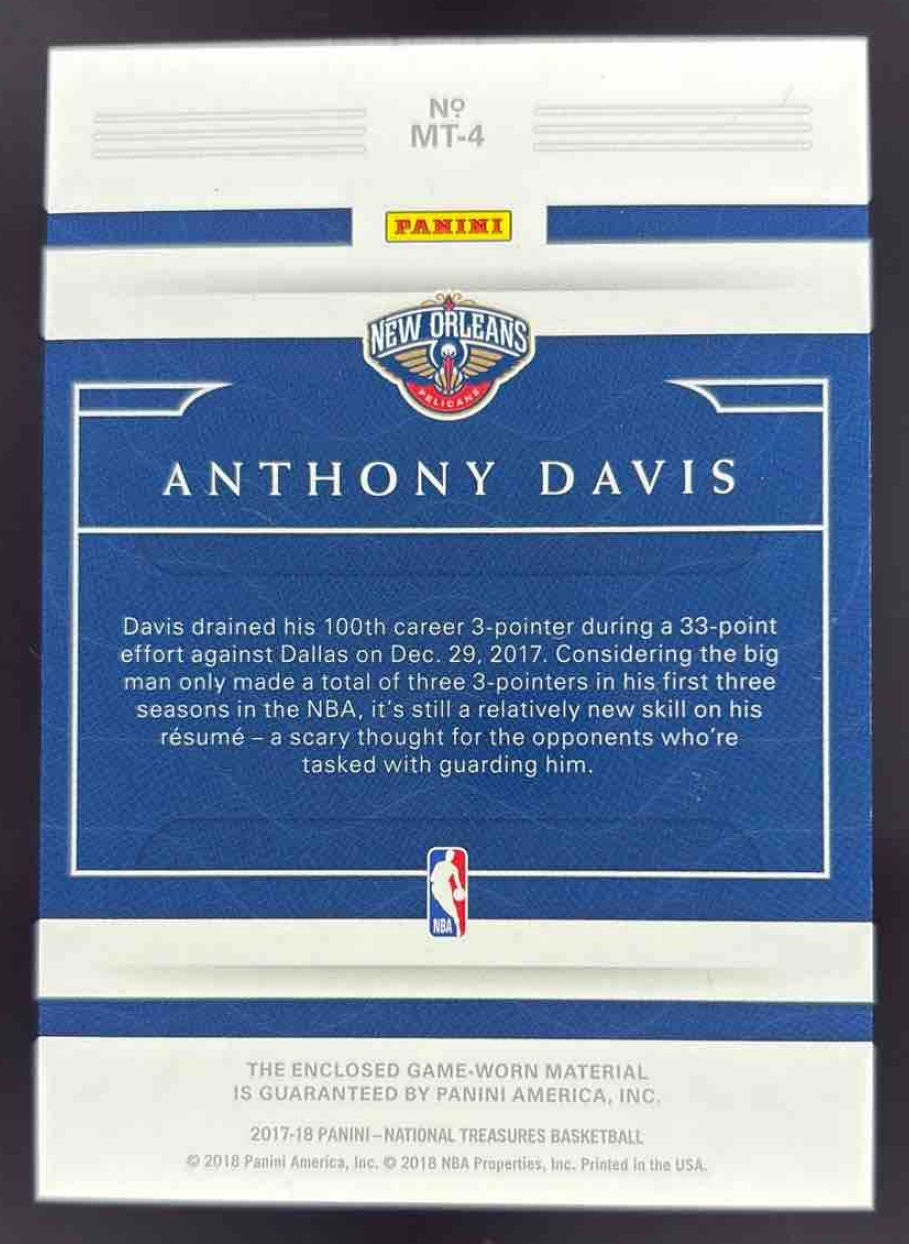 Nº
MT-4
PANINI
NEW ORLEANS
PELICANS
ANTHONY DAVIS
Davis drained his 100th career 3-pointer during a 33-point
effort against Dallas on Dec. 29, 2017. Considering the big
man only made a total of three 3-pointers in his first three
seasons in the NBA, it's still a relatively new skill on his
résumé – a scary thought for the opponents who're
tasked with guarding him.
NBA
THE ENCLOSED GAME-WORN MATERIAL
IS GUARANTEED BY PANINI AMERICA, INC.
2017-18 PANINI – NATIONAL TREASURES BASKETBALL
© 2018 Panini America, Inc. © 2018 NBA Properties, Inc. Printed in the USA.